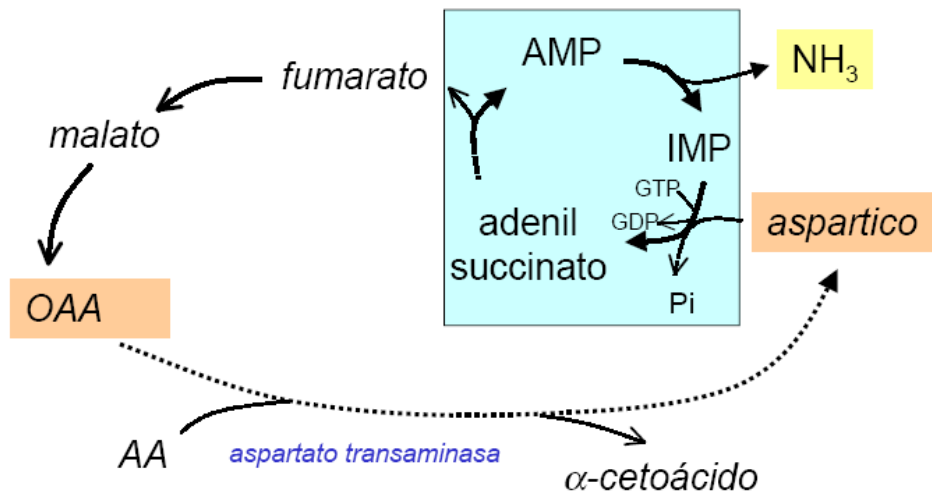 AMP
NH₃
fumarato
malato
IMP
GTP
GDP
adenil
succinato
aspartico
Pi
OAA
AA
aspartato transaminasa
α-cetoácido